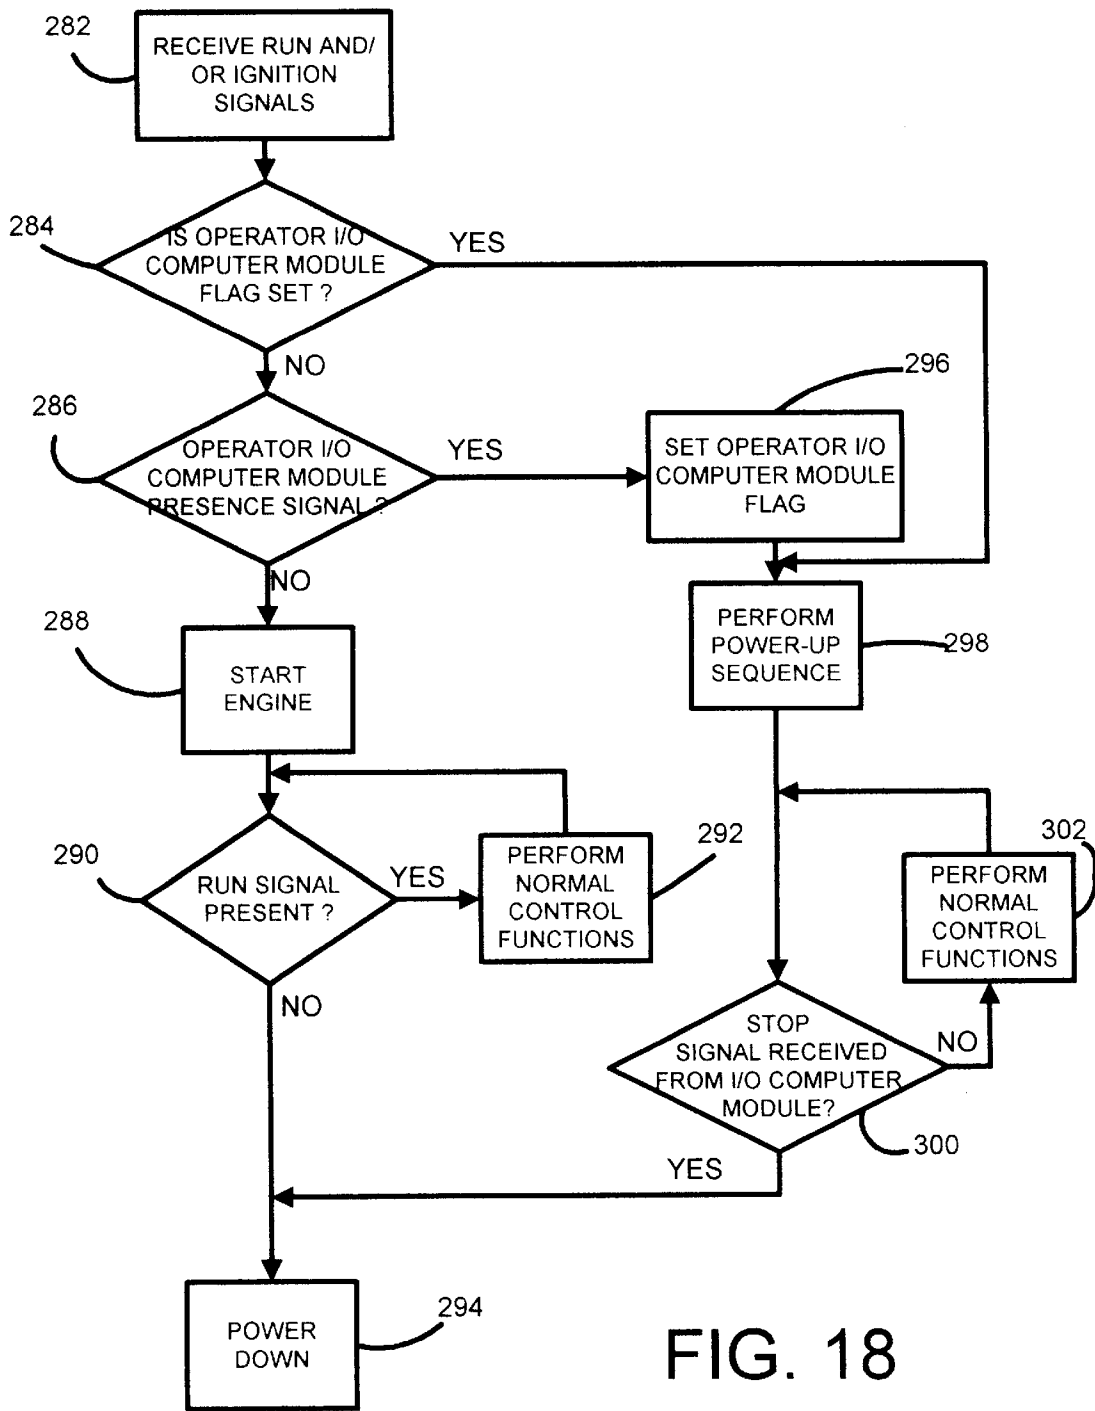 282
RECEIVE RUN AND/
OR IGNITION
SIGNALS
284
IS OPERATOR I/O
COMPUTER MODULE
FLAG SET ?
YES
NO
296
286
OPERATOR I/O
COMPUTER MODULE
PRESENCE SIGNAL ?
YES
SET OPERATOR I/O
COMPUTER MODULE
FLAG
NO
288
START
ENGINE
PERFORM
POWER-UP
SEQUENCE
298
290
RUN SIGNAL
PRESENT ?
YES
PERFORM
NORMAL
CONTROL
FUNCTIONS
292
302
PERFORM
NORMAL
CONTROL
FUNCTIONS
NO
STOP
SIGNAL RECEIVED
FROM I/O COMPUTER
MODULE?
NO
300
YES
294
POWER
DOWN
FIG. 18